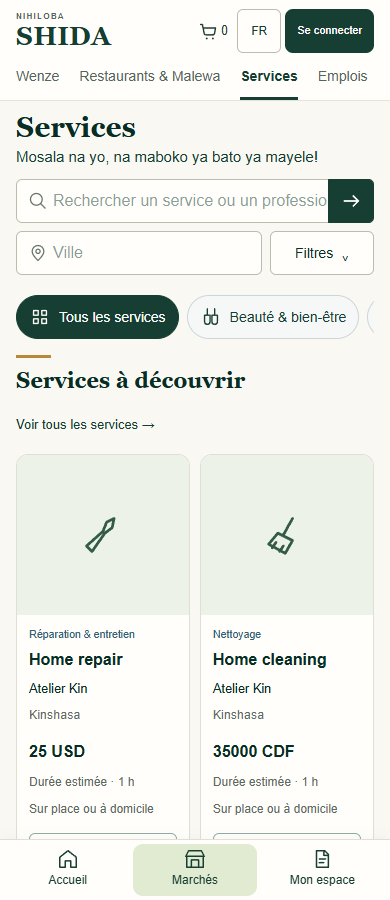 NIHILOBA
SHIDA
0
FR
Se connecter
Wenze
Restaurants & Malewa
Services
Emplois
Services
Mosala na yo, na maboko ya bato ya mayele!
Rechercher un service ou un professio
Ville
Filtres
Tous les services
Beauté & bien-être
Services à découvrir
Voir tous les services →
Réparation & entretien
Home repair
Atelier Kin
Kinshasa
25 USD
Durée estimée · 1 h
Sur place ou à domicile
Nettoyage
Home cleaning
Atelier Kin
Kinshasa
35000 CDF
Durée estimée · 1 h
Sur place ou à domicile
Accueil
Marchés
Mon espace